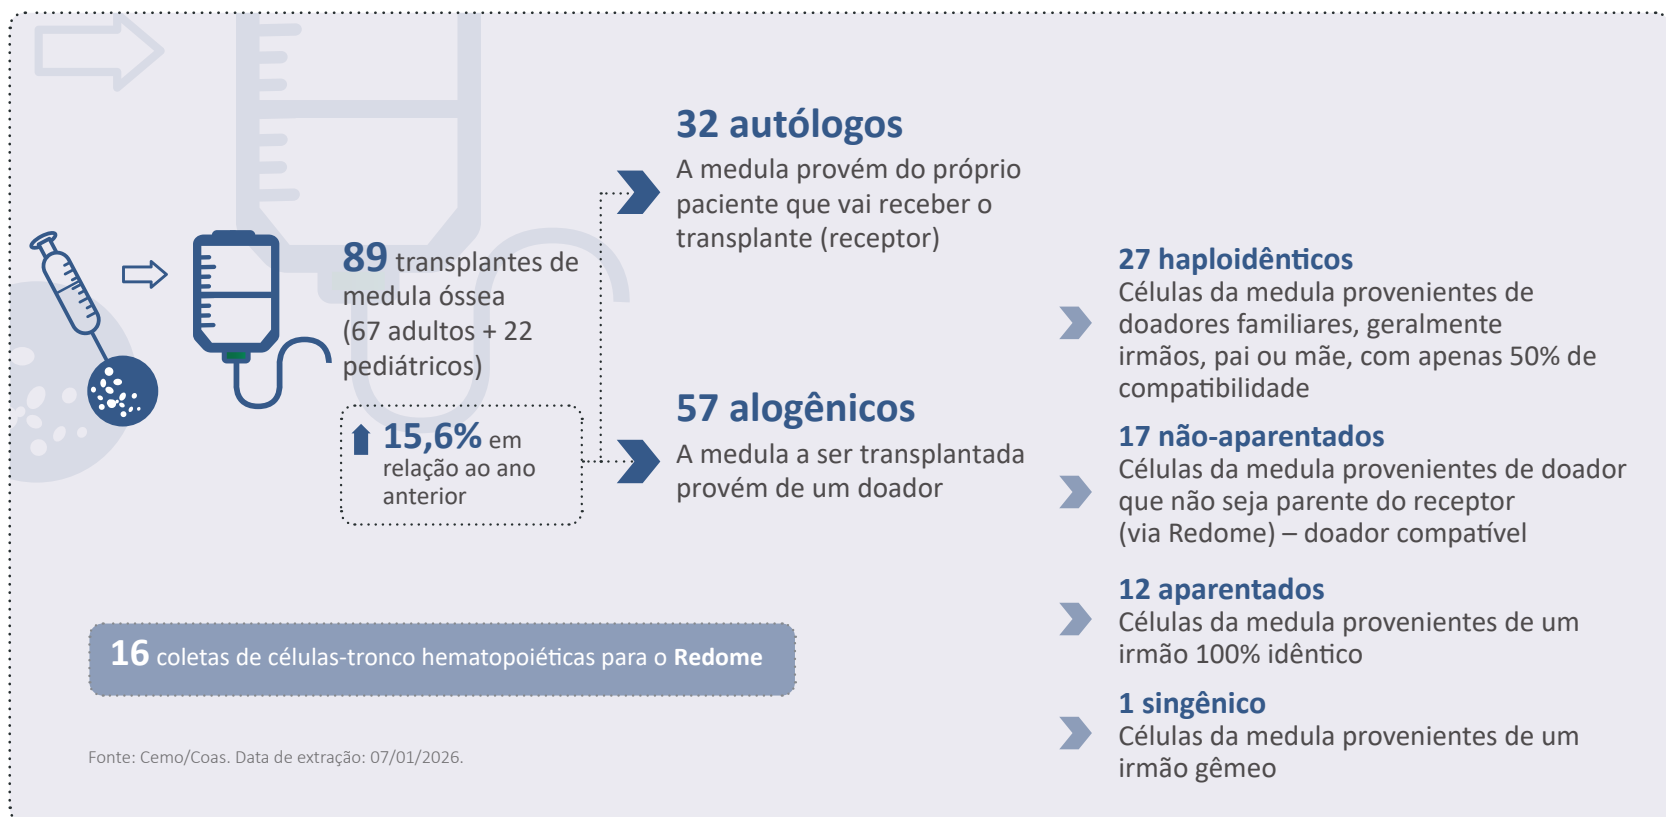 89 transplantes de
medula óssea
(67 adultos + 22
pediátricos)
15,6% em
relação ao ano
anterior
32 autólogos
A medula provém do próprio
paciente que vai receber o
transplante (receptor)
57 alogênicos
A medula a ser transplantada
provém de um doador
27 haploidênticos
Células da medula provenientes de
doadores familiares, geralmente
irmãos, pai ou mãe, com apenas 50% de
compatibilidade
17 não-aparentados
Células da medula provenientes de doador
que não seja parente do receptor
(via Redome) – doador compatível
12 aparentados
Células da medula provenientes de um
irmão 100% idêntico
1 singênico
Células da medula provenientes de um
irmão gêmeo
16 coletas de células-tronco hematopoiéticas para o Redome
Fonte: Cemo/Coas. Data de extração: 07/01/2026.